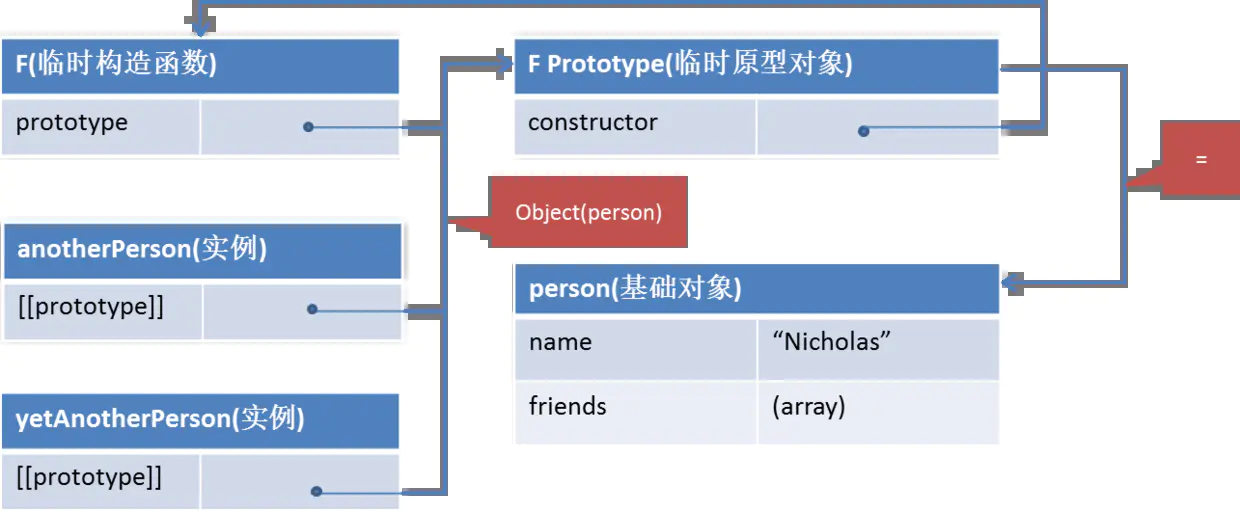 F(临时构造函数)
prototype
F Prototype(临时原型对象)
constructor
=
Object(person)
anotherPerson(实例)
[[prototype]]
person(基础对象)
name “Nicholas”
friends (array)
yetAnotherPerson(实例)
[[prototype]]